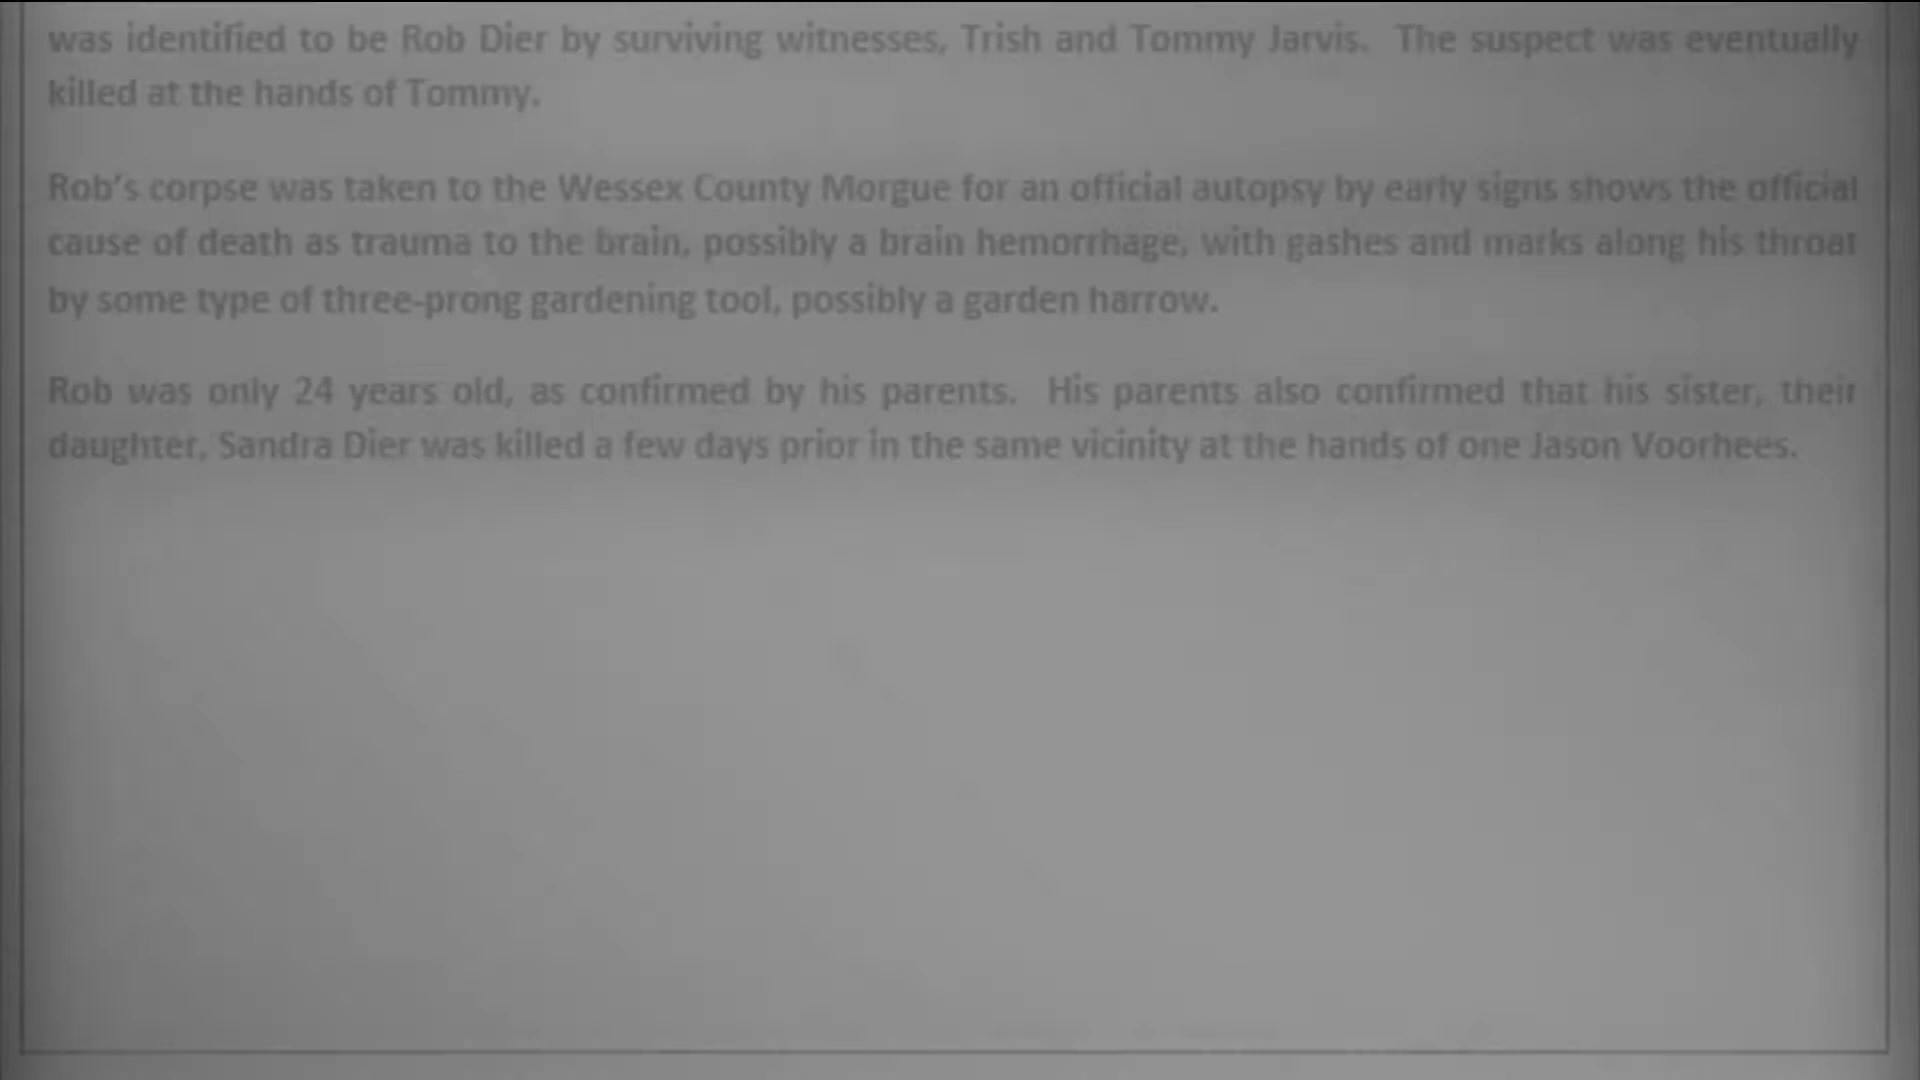 was identified to be Rob Dier by surviving witnesses, Trish and Tommy Jarvis.  The suspect was eventually
killed at the hands of Tommy.
Rob's corpse was taken to the Wessex County Morgue for an official autopsy by early signs shows the official
cause of death as trauma to the brain, possibly a brain hemorrhage, with gashes and marks along his throat
by some type of three-prong gardening tool, possibly a garden harrow.
Rob was only 24 years old, as confirmed by his parents.  His parents also confirmed that his sister, their
daughter, Sandra Dier was killed a few days prior in the same vicinity at the hands of one Jason Voorhees.